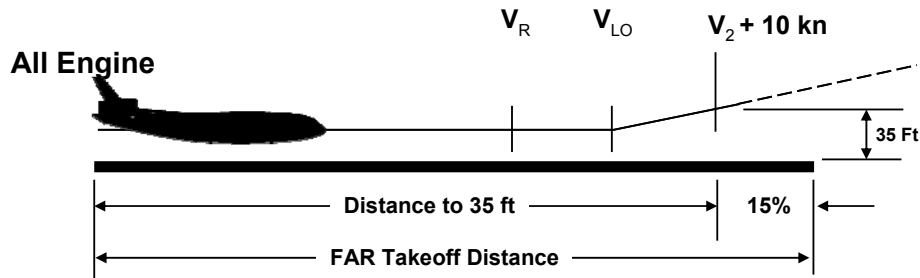 V_R V_LO V_2 + 10 kn
All Engine
35 Ft
Distance to 35 ft 15%
FAR Takeoff Distance